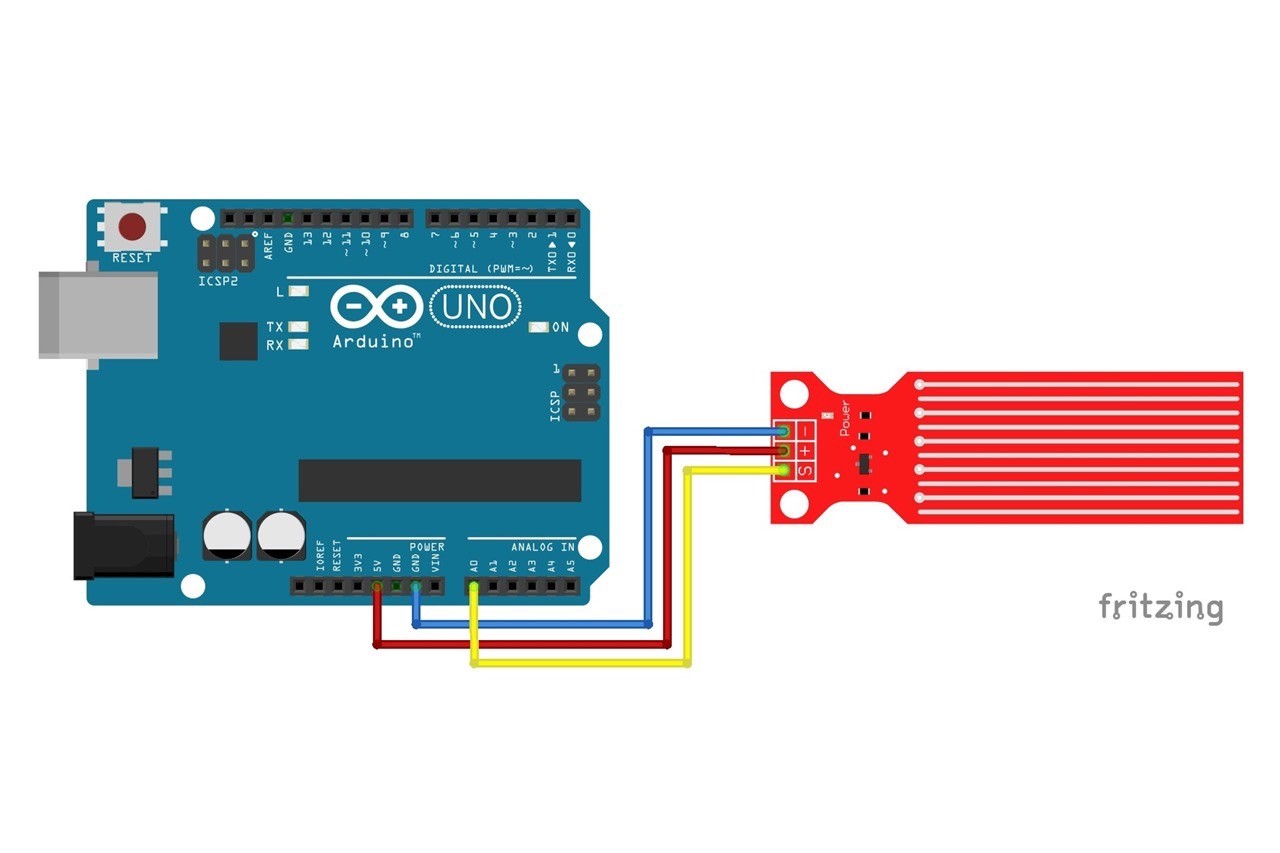 RESET
ICSP2
AREF
GND
13
12
~11
~10
~9
8
7
~6
~5
4
~3
2
TX0▶1
RX0◀0
DIGITAL (PWM=~)
L
TX
RX
UNO
Arduino™
ON
1
ICSP
IOREF
RESET
3V3
5V
GND
GND
VIN
POWER
ANALOG IN
A0
A1
A2
A3
A4
A5
Power
-
+
S
fritzing